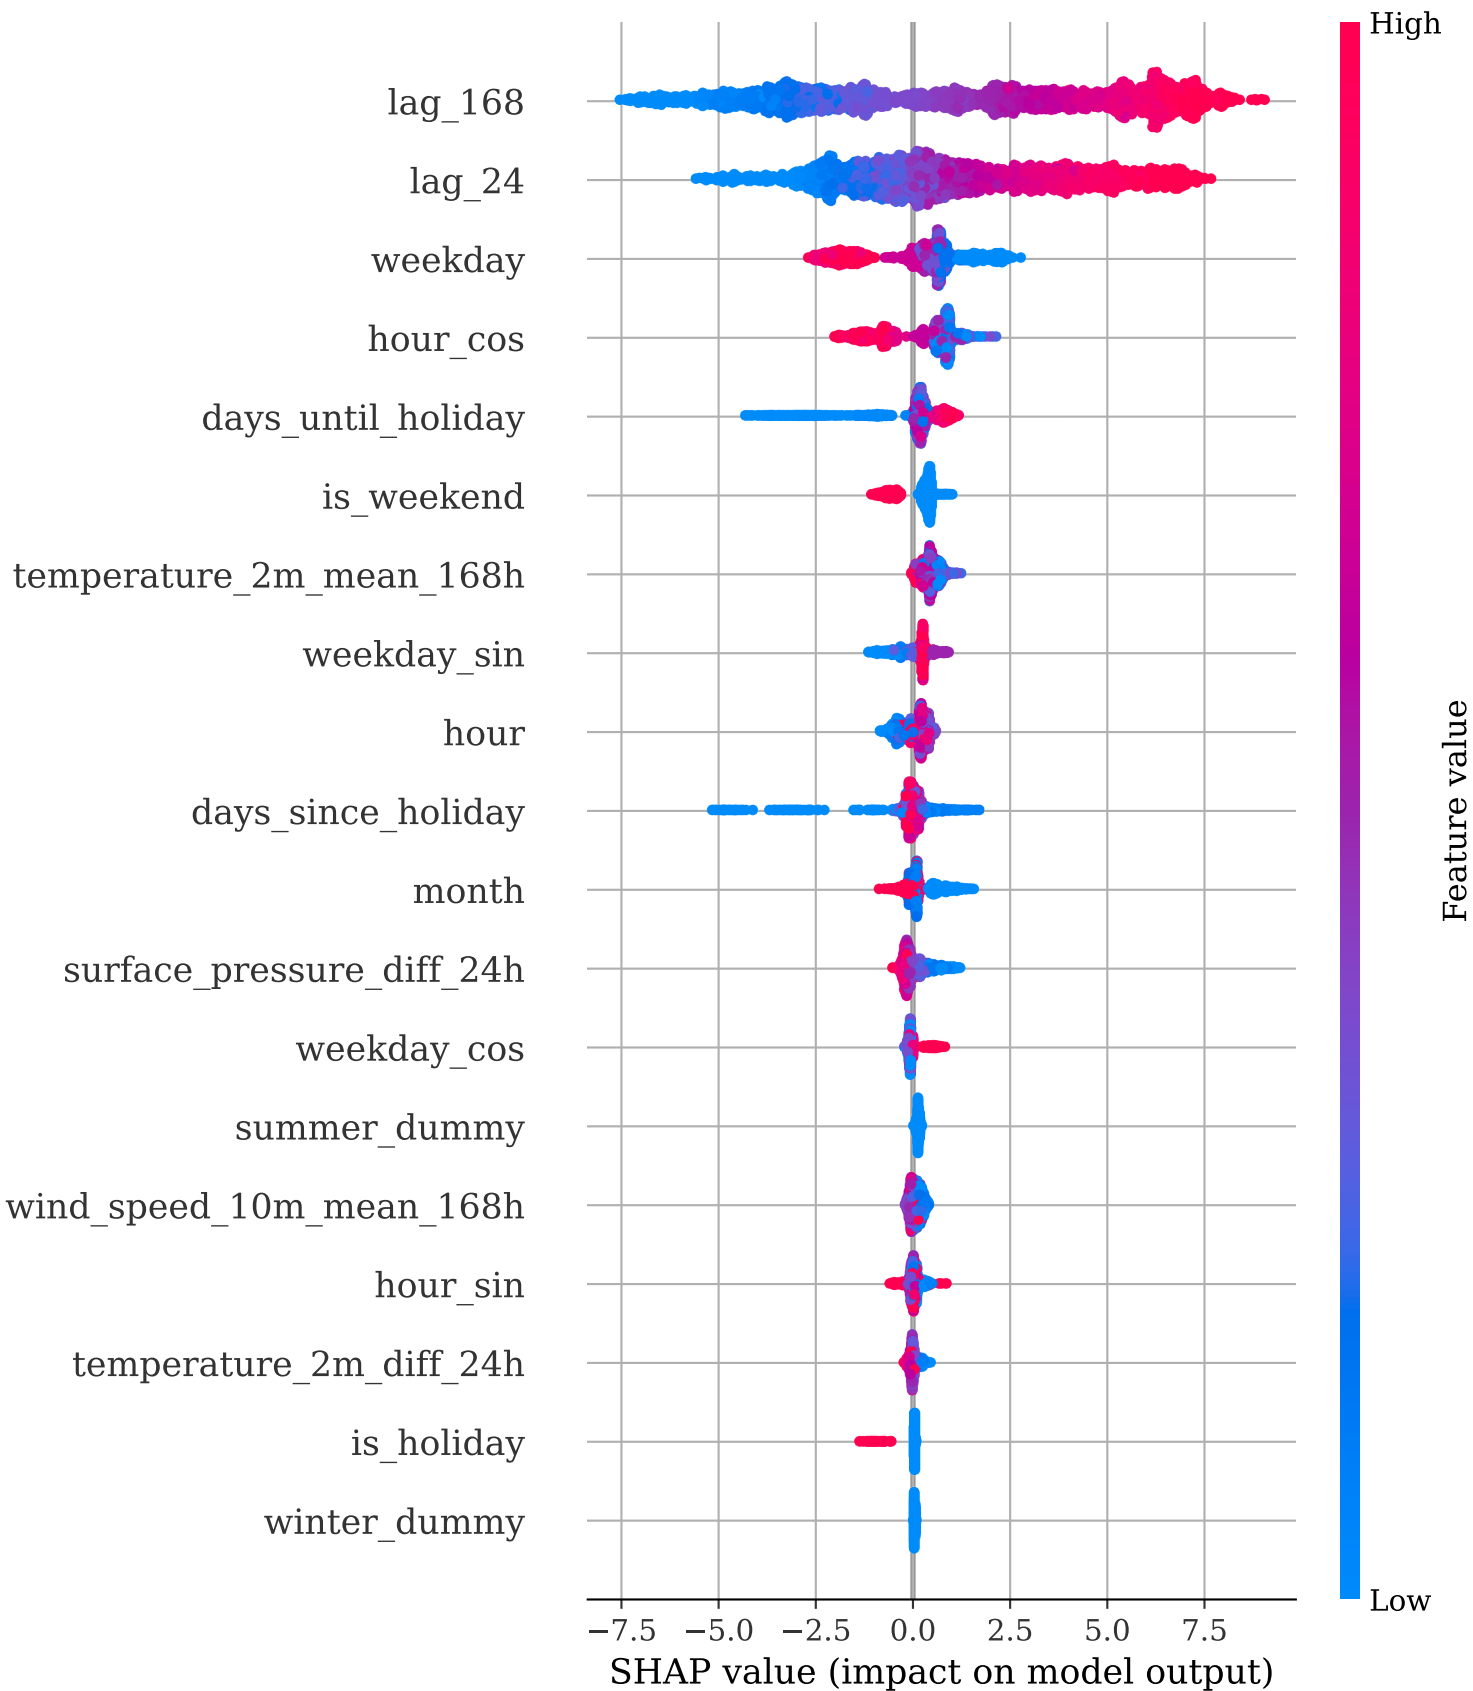 High
lag_168
lag_24
weekday
hour_cos
days_until_holiday
is_weekend
temperature_2m_mean_168h
weekday_sin
hour
days_since_holiday
month
surface_pressure_diff_24h
weekday_cos
summer_dummy
wind_speed_10m_mean_168h
hour_sin
temperature_2m_diff_24h
is_holiday
winter_dummy
Feature value
Low
−7.5 −5.0 −2.5 0.0 2.5 5.0 7.5
SHAP value (impact on model output)